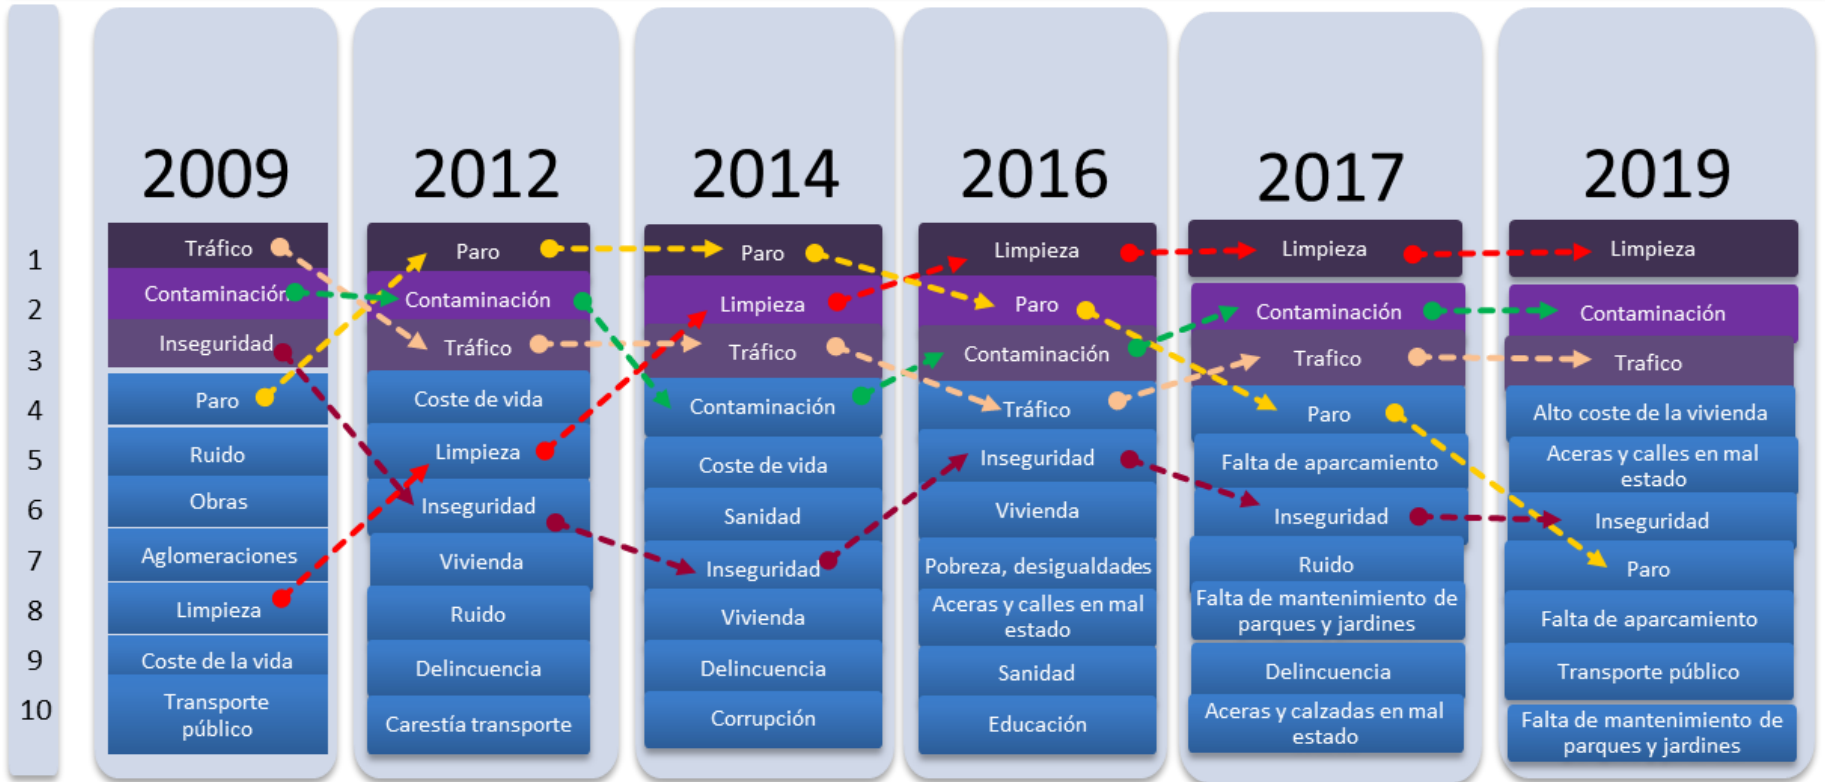 2009
2012
2014
2016
2017
2019
1
2
3
4
5
6
7
8
9
10
Tráfico
Contaminación
Inseguridad
Paro
Ruido
Obras
Aglomeraciones
Limpieza
Coste de la vida
Transporte
público
Paro
Contaminación
Tráfico
Coste de vida
Limpieza
Inseguridad
Vivienda
Ruido
Delincuencia
Carestía transporte
Paro
Limpieza
Tráfico
Contaminación
Coste de vida
Sanidad
Inseguridad
Vivienda
Delincuencia
Corrupción
Limpieza
Paro
Contaminación
Tráfico
Inseguridad
Vivienda
Pobreza, desigualdades
Aceras y calles en mal
estado
Sanidad
Educación
Limpieza
Contaminación
Trafico
Paro
Falta de aparcamiento
Inseguridad
Ruido
Falta de mantenimiento de
parques y jardines
Delincuencia
Aceras y calzadas en mal
estado
Limpieza
Contaminación
Trafico
Alto coste de la vivienda
Aceras y calles en mal
estado
Inseguridad
Paro
Falta de aparcamiento
Transporte público
Falta de mantenimiento de
parques y jardines